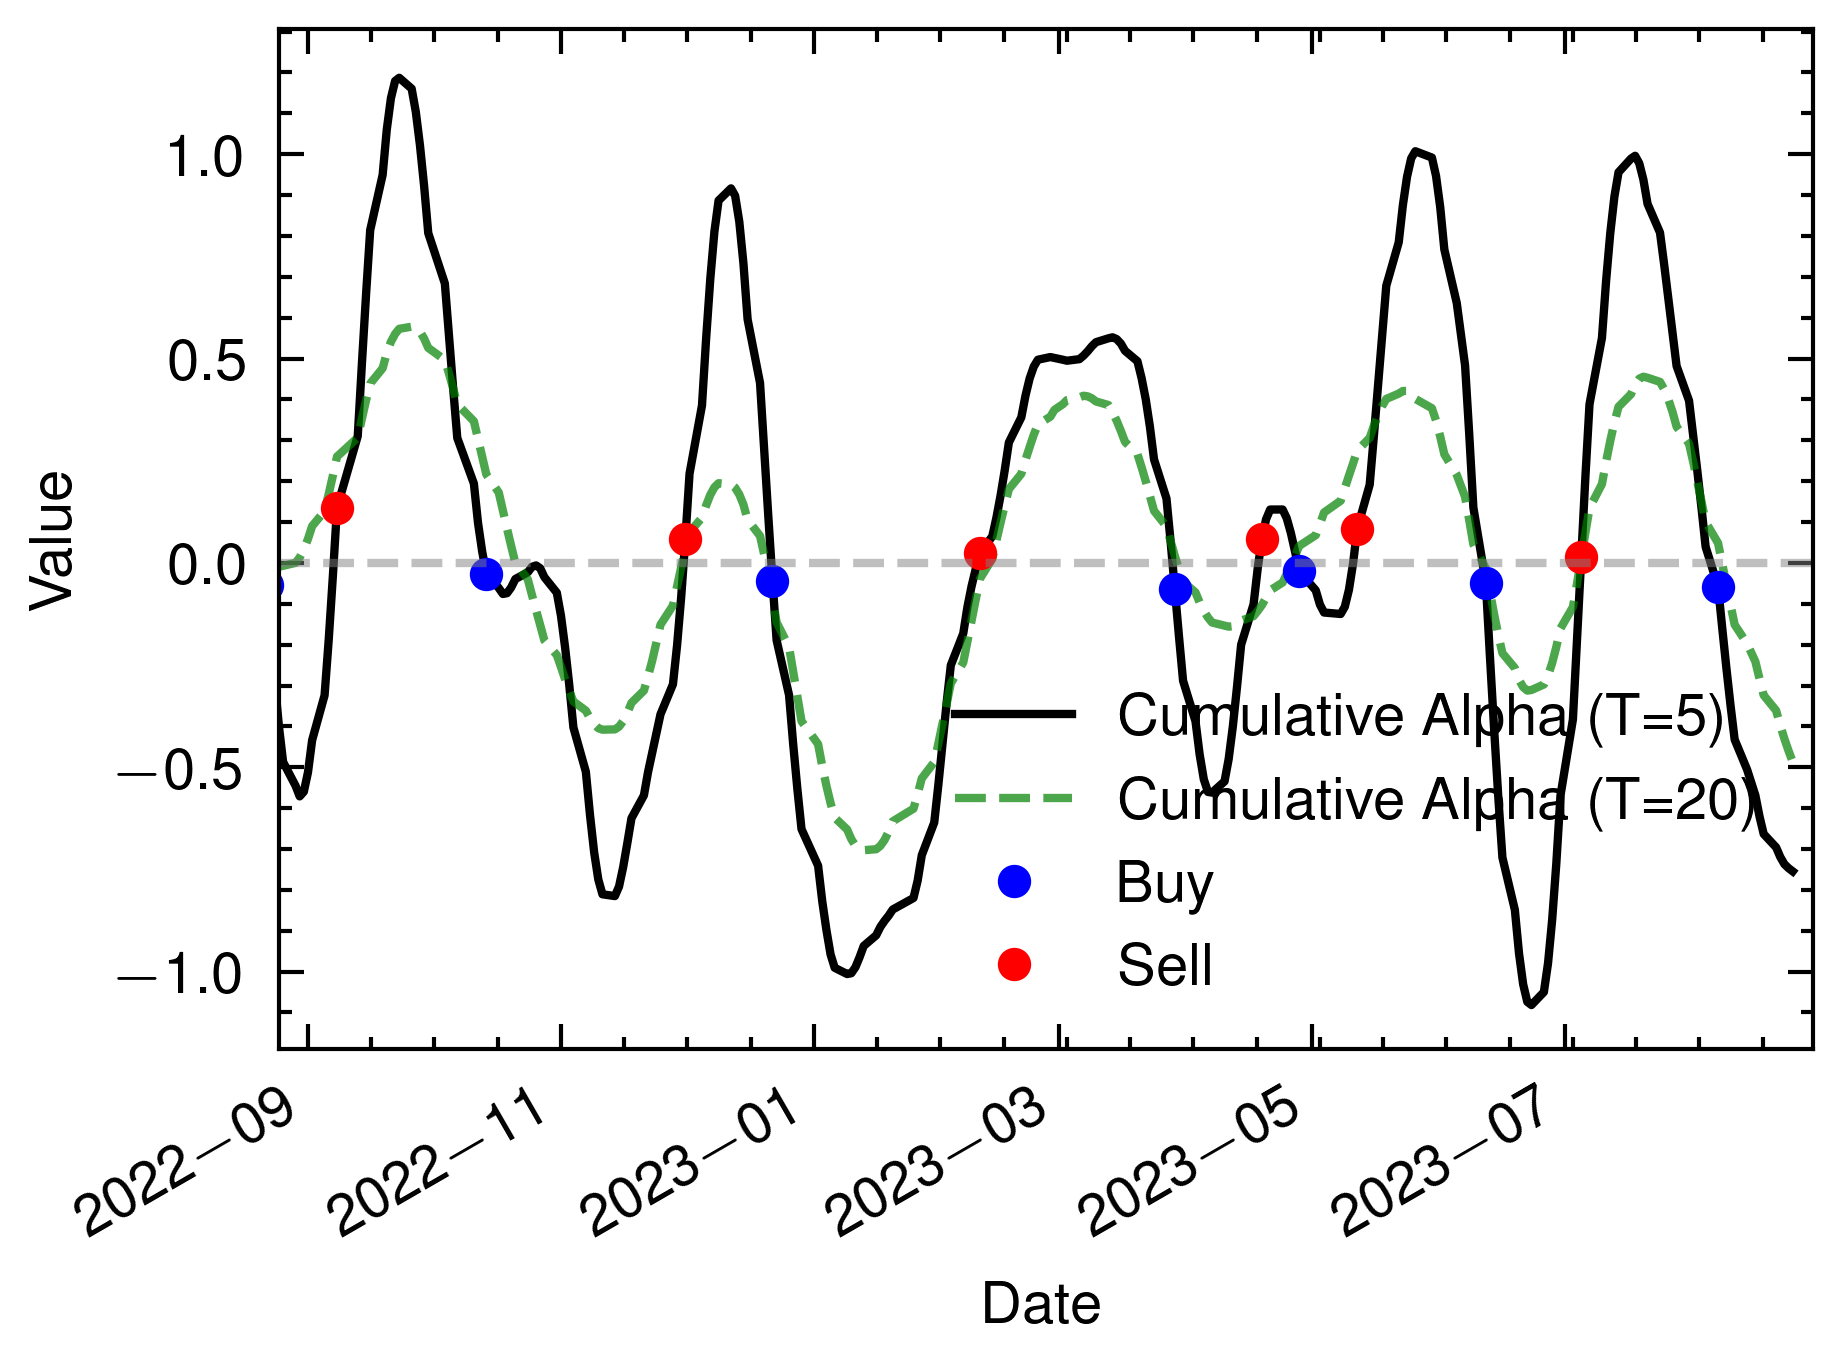 1.0
0.5
0.0
−0.5
−1.0
Value
Cumulative Alpha (T=5)
Cumulative Alpha (T=20)
Buy
Sell
2022−09
2022−11
2023−01
2023−03
2023−05
2023−07
Date